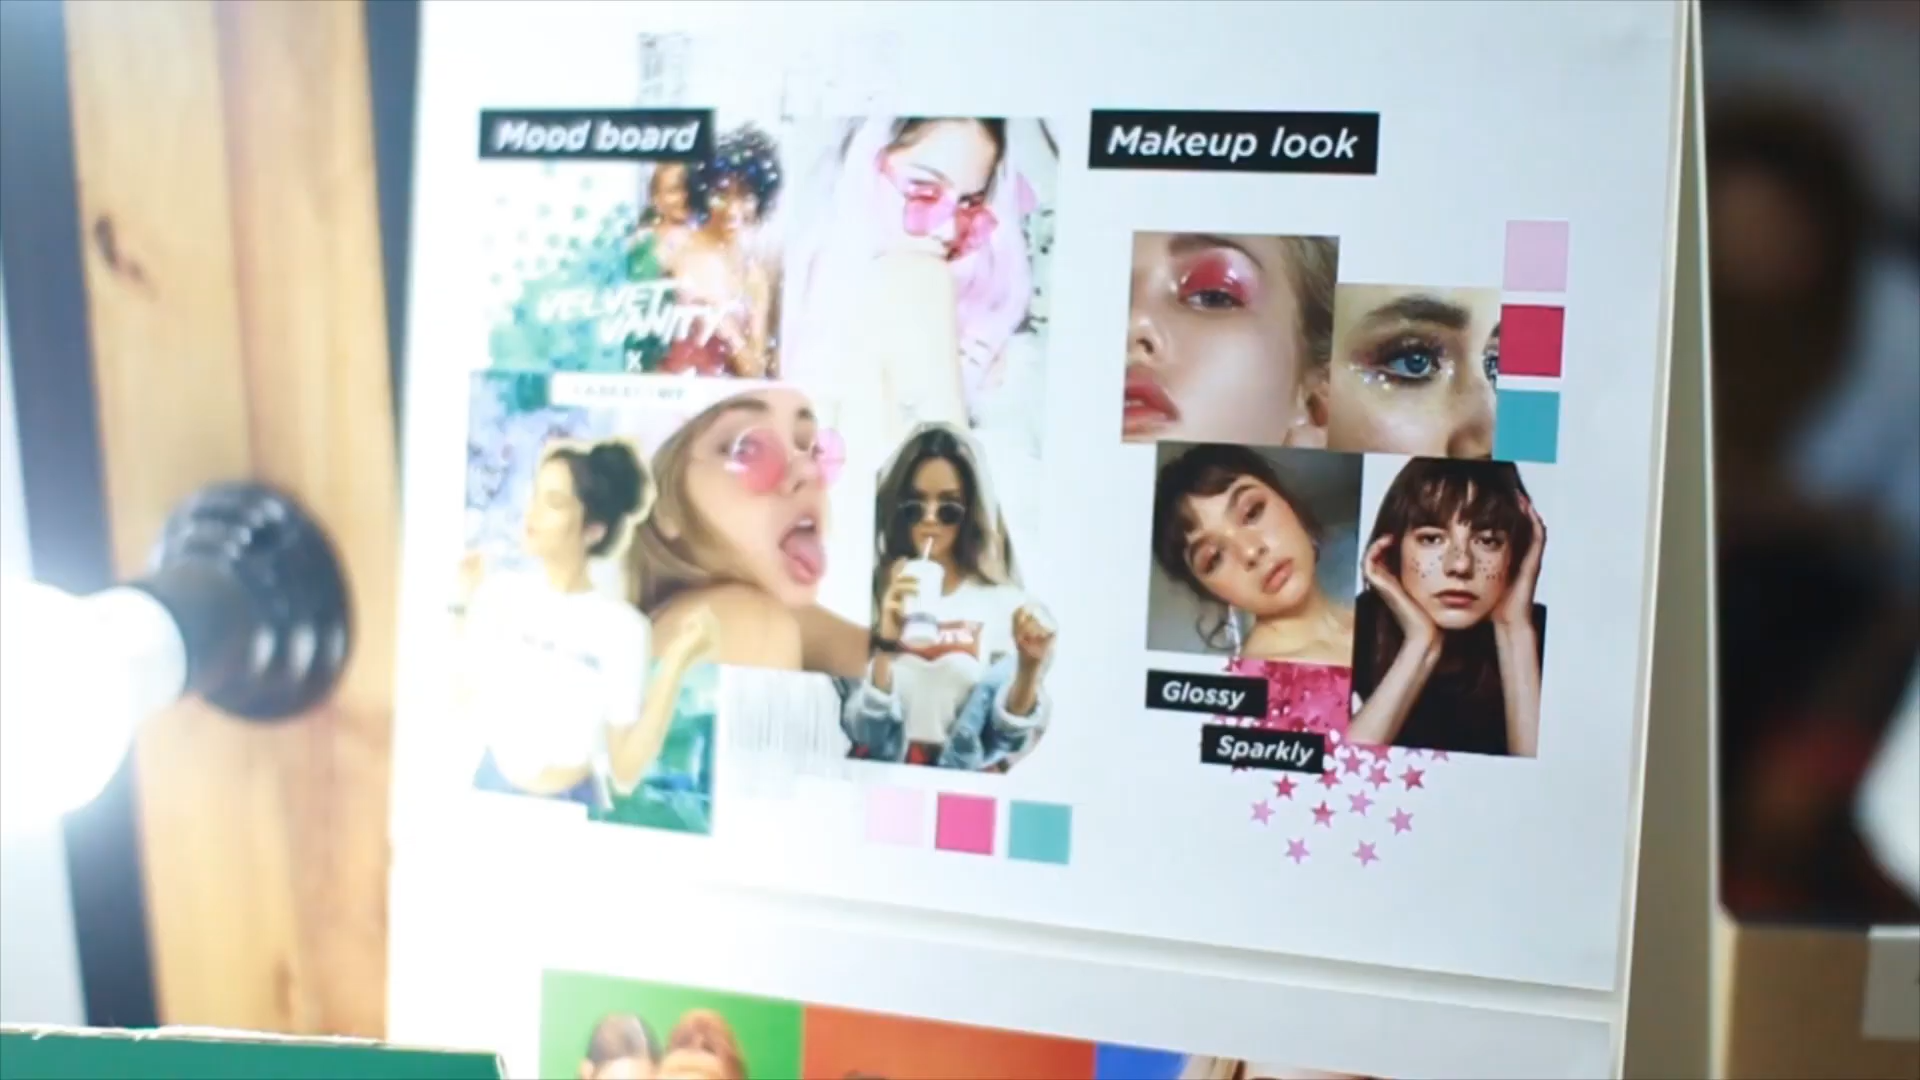 Mood board
VELVET
VANITY
X
Makeup look
Glossy
Sparkly